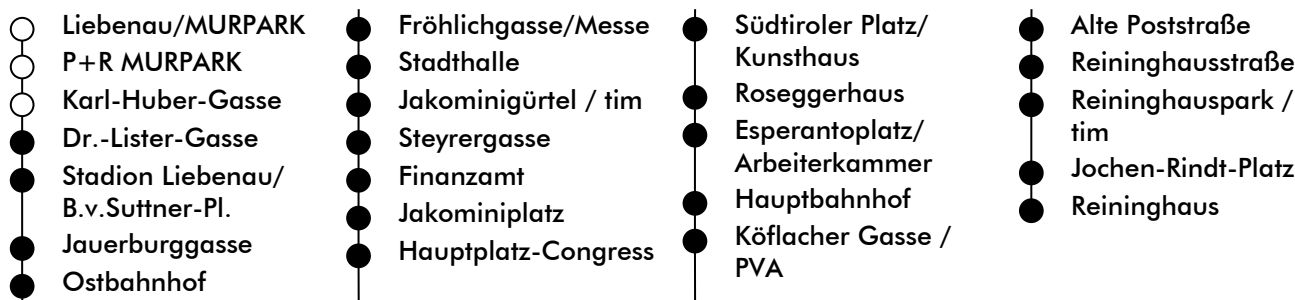 Liebenau/MURPARK
P+R MURPARK
Karl-Huber-Gasse
Dr.-Lister-Gasse
Stadion Liebenau/
B.v.Suttner-Pl.
Jauerburggasse
Ostbahnhof
Fröhlichgasse/Messe
Stadthalle
Jakominigürtel / tim
Steyrergasse
Finanzamt
Jakominiplatz
Hauptplatz-Congress
Südtiroler Platz/
Kunsthaus
Roseggerhaus
Esperantoplatz/
Arbeiterkammer
Hauptbahnhof
Köflacher Gasse /
PVA
Alte Poststraße
Reininghausstraße
Reininghauspark /
tim
Jochen-Rindt-Platz
Reininghaus